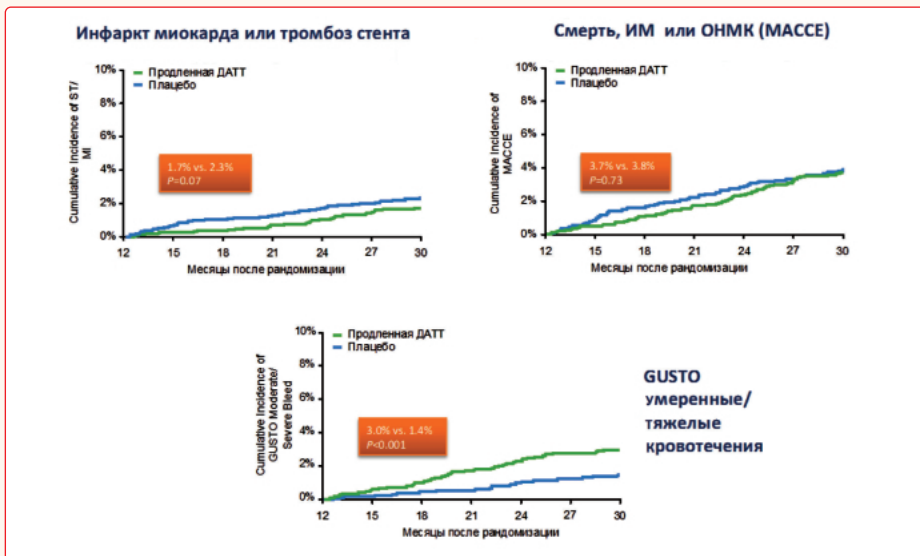 Инфаркт миокарда или тромбоз стента
Смерть, ИМ или ОНМК (MACCE)
10%
8%
6%
4%
2%
0%
Продленная ДАТТ
Плацебо
Cumulative Incidence of ST/
MI
1.7% vs. 2.3%
P=0.07
12 15 18 21 24 27 30
Месяцы после рандомизации
10%
8%
6%
4%
2%
0%
Продленная ДАТТ
Плацебо
Cumulative Incidence of
MACCE
3.7% vs. 3.8%
P=0.73
12 15 18 21 24 27 30
Месяцы после рандомизации
10%
8%
6%
4%
2%
0%
Продленная ДАТТ
Плацебо
Cumulative Incidence of
GUSTO Moderate/
Severe Bleed
3.0% vs. 1.4%
P<0.001
12 15 18 21 24 27 30
Месяцы после рандомизации
GUSTO
умеренные/
тяжелые
кровотечения